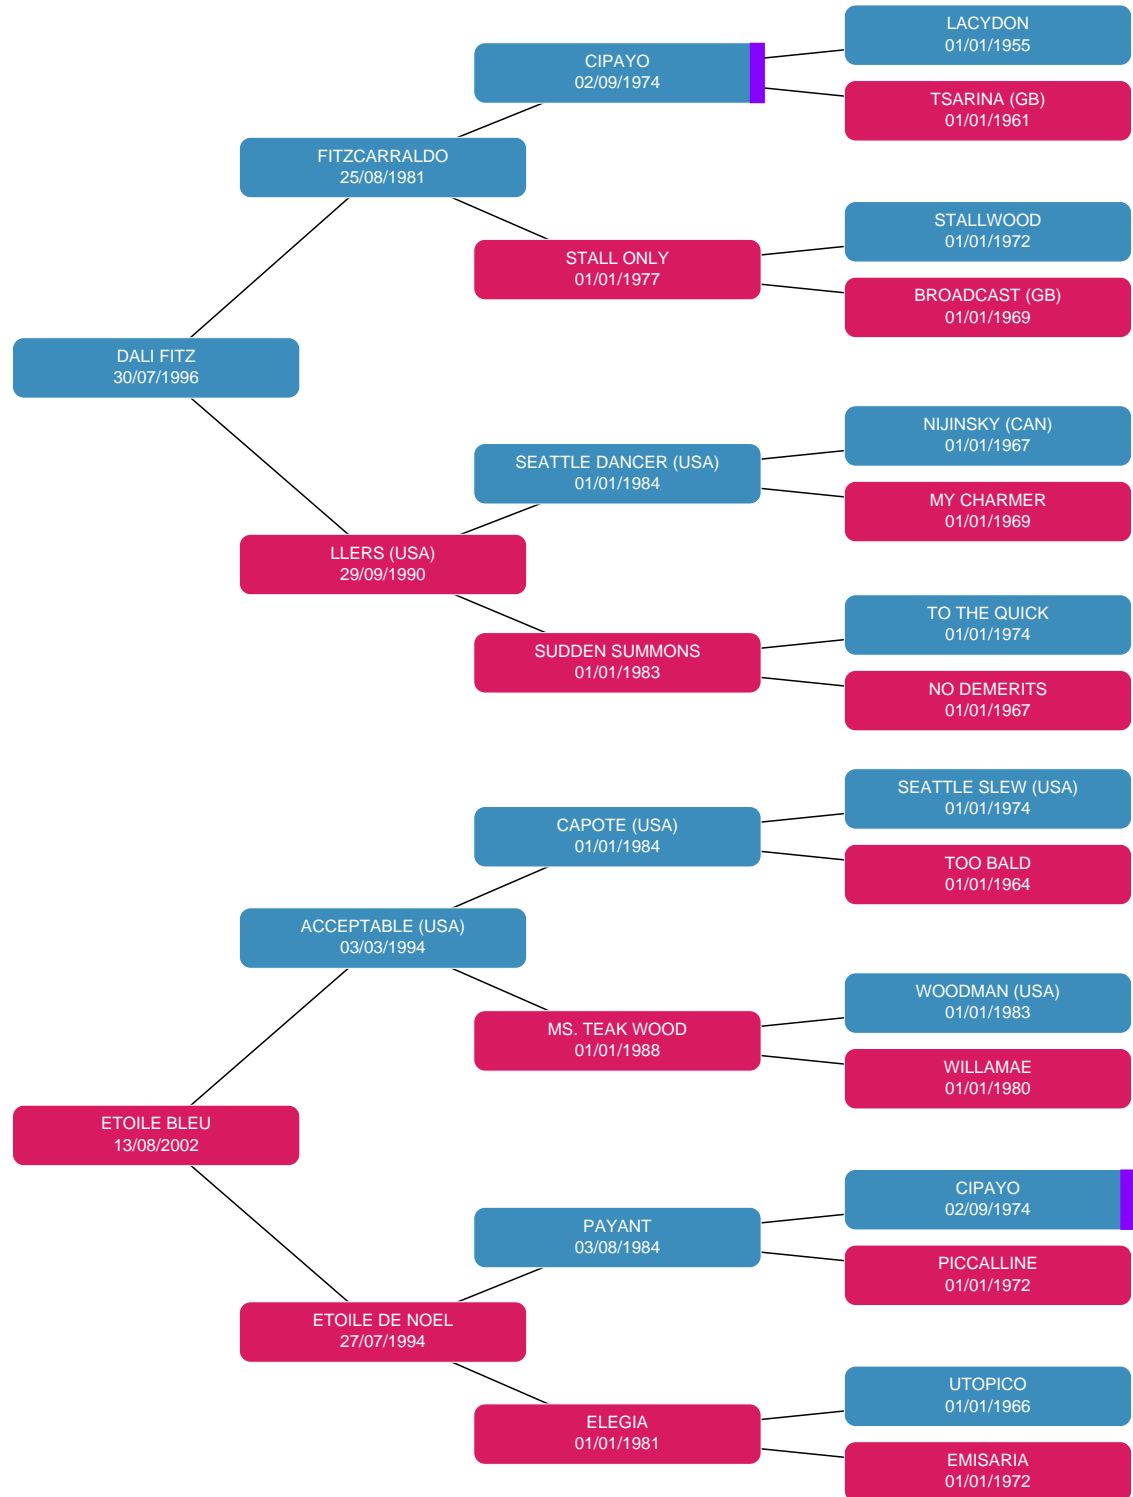 LACYDON
01/01/1955
CIPAYO
02/09/1974
TSARINA (GB)
01/01/1961
FITZCARRALDO
25/08/1981
STALLWOOD
01/01/1972
STALL ONLY
01/01/1977
BROADCAST (GB)
01/01/1969
DALI FITZ
30/07/1996
NIJINSKY (CAN)
01/01/1967
SEATTLE DANCER (USA)
01/01/1984
MY CHARMER
01/01/1969
LLERS (USA)
29/09/1990
TO THE QUICK
01/01/1974
SUDDEN SUMMONS
01/01/1983
NO DEMERITS
01/01/1967
SEATTLE SLEW (USA)
01/01/1974
CAPOTE (USA)
01/01/1984
TOO BALD
01/01/1964
ACCEPTABLE (USA)
03/03/1994
WOODMAN (USA)
01/01/1983
MS. TEAK WOOD
01/01/1988
WILLAMAE
01/01/1980
ETOILE BLEU
13/08/2002
CIPAYO
02/09/1974
PAYANT
03/08/1984
PICCALLINE
01/01/1972
ETOILE DE NOEL
27/07/1994
UTOPICO
01/01/1966
ELEGIA
01/01/1981
EMISARIA
01/01/1972